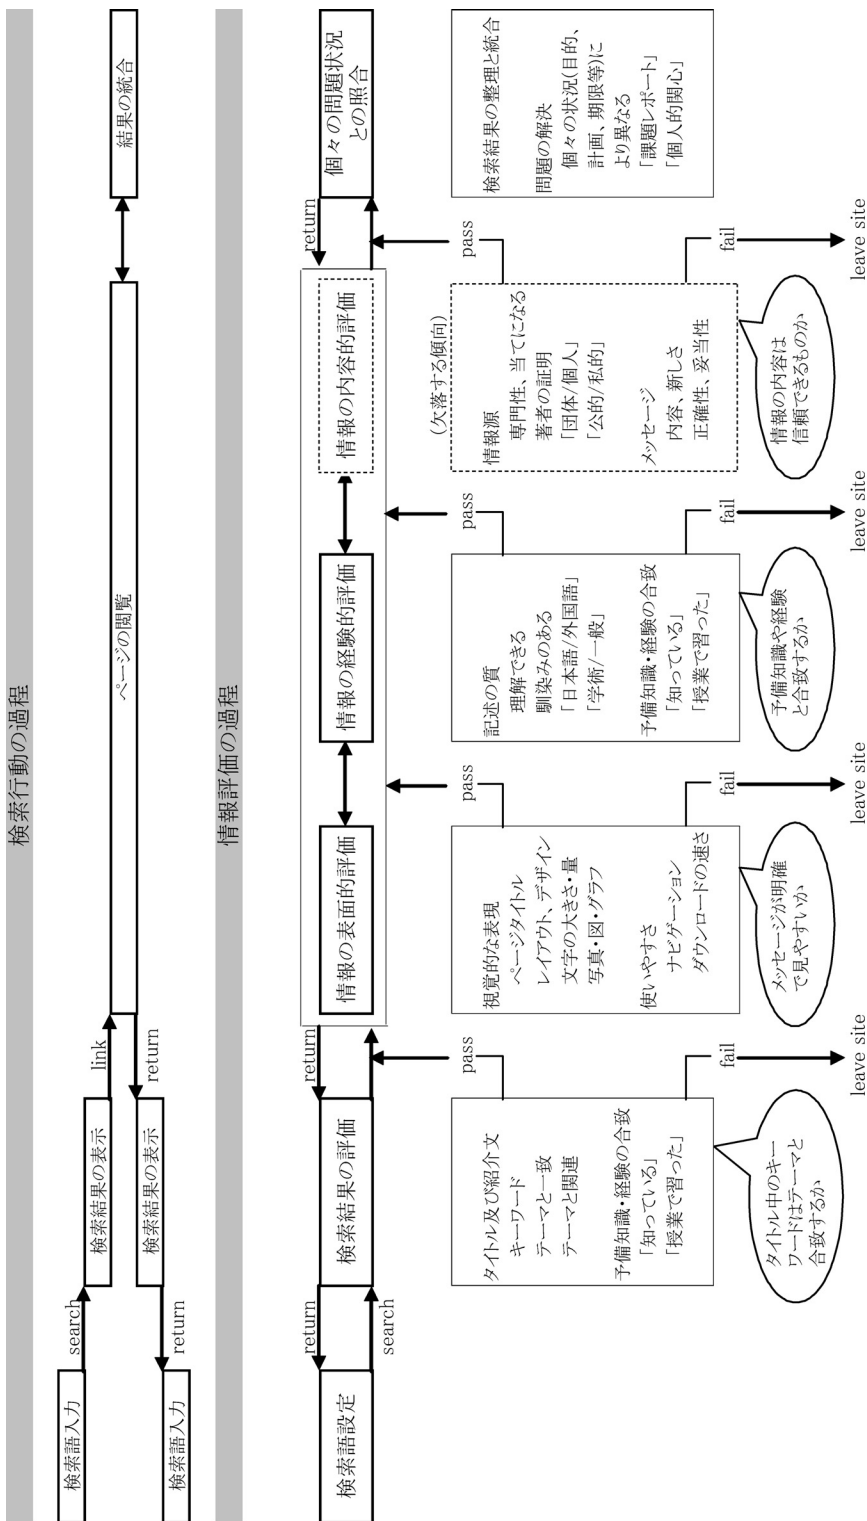 検索行動の過程
検索語入力
search
検索結果の表示
link
ページの閲覧
結果の統合
return
検索結果の表示
return
検索語入力
情報評価の過程
検索語設定
return
search
検索結果の評価
return
情報の表面的評価
情報の経験的評価
情報の内容的評価
return
個々の問題状況
との照合
pass
タイトル及び紹介文
キーワード
テーマと一致
テーマと関連
予備知識・経験の合致
「知っている」
「授業で習った」
fail
leave site
タイトル中のキー
ワードはテーマと
合致するか
pass
視覚的な表現
ページタイトル
レイアウト、デザイン
文字の大きさ・量
写真・図・グラフ
使いやすさ
ナビゲーション
ダウンロードの速さ
fail
leave site
メッセージが明確
で見やすいか
pass
記述の質
理解できる
馴染みのある
「日本語/外国語」
「学術/一般」
予備知識・経験の合致
「知っている」
「授業で習った」
fail
leave site
予備知識や経験
と合致するか
(欠落する傾向)
pass
情報源
専門性、当てになる
著者の証明
「団体/個人」
「公的/私的」
メッセージ
内容、新しさ
正確性、妥当性
fail
leave site
情報の内容は
信頼できるものか
検索結果の整理と統合
問題の解決
個々の状況(目的、
計画、期限等)に
より異なる
「課題レポート」
「個人的関心」